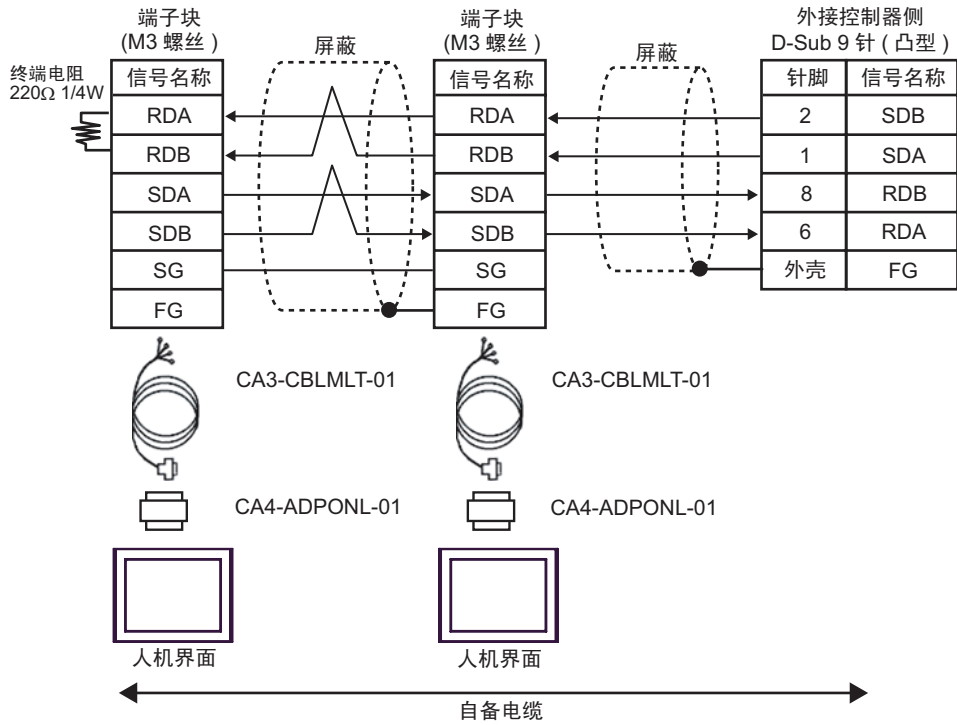 端子块
(M3 螺丝 )
端子块
(M3 螺丝 )
外接控制器侧
D-Sub 9 针 ( 凸型 )
屏蔽
屏蔽
终端电阻
220Ω 1/4W
信号名称
RDA
RDB
SDA
SDB
SG
FG
信号名称
RDA
RDB
SDA
SDB
SG
FG
针脚 信号名称
2 SDB
1 SDA
8 RDB
6 RDA
外壳 FG
CA3-CBLMLT-01
CA3-CBLMLT-01
CA4-ADPONL-01
CA4-ADPONL-01
人机界面
人机界面
自备电缆